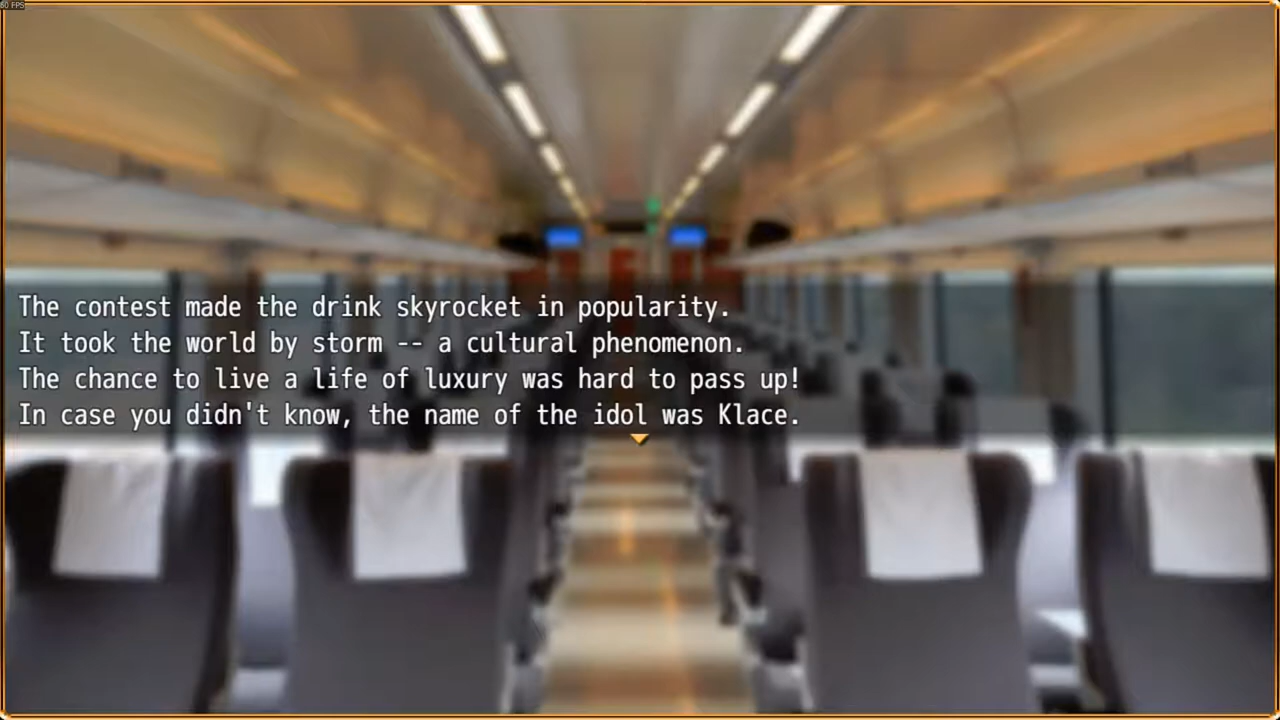 60 FPS
The contest made the drink skyrocket in popularity.
It took the world by storm -- a cultural phenomenon.
The chance to live a life of luxury was hard to pass up!
In case you didn't know, the name of the idol was Klace.